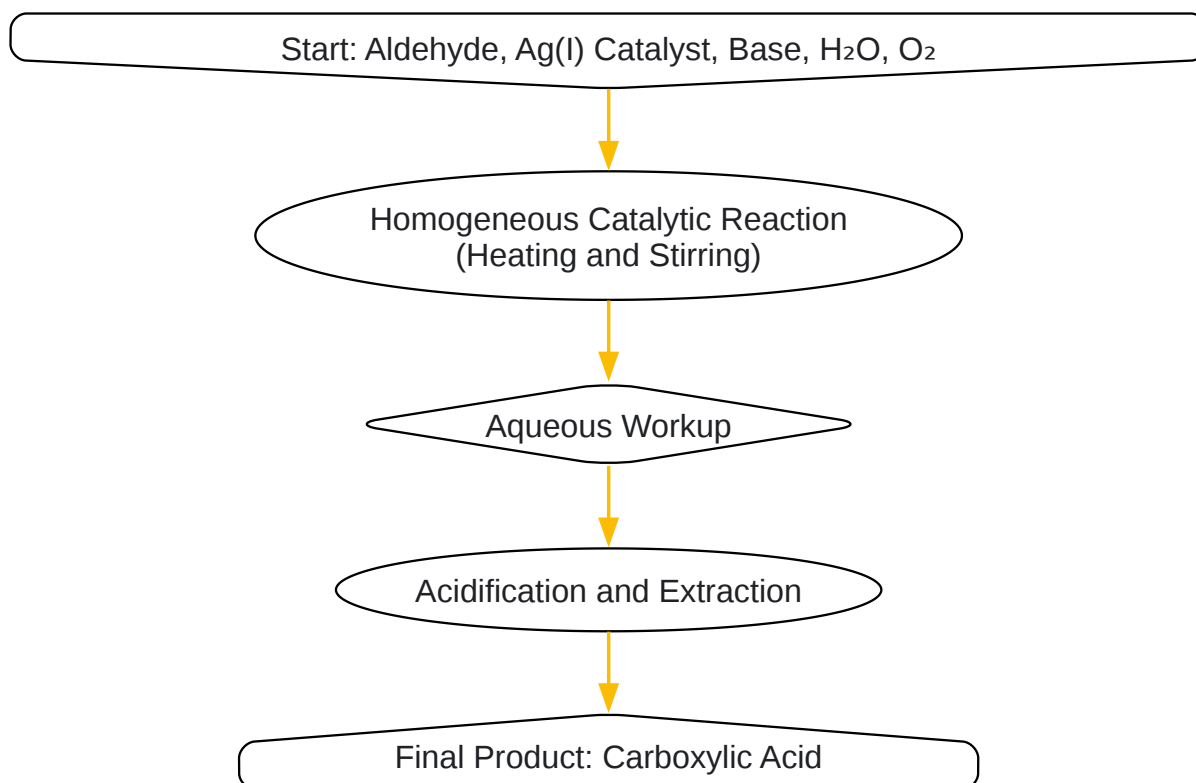 Start: Aldehyde, Ag(I) Catalyst, Base, H₂O, O₂
Homogeneous Catalytic Reaction
(Heating and Stirring)
Aqueous Workup
Acidification and Extraction
Final Product: Carboxylic Acid